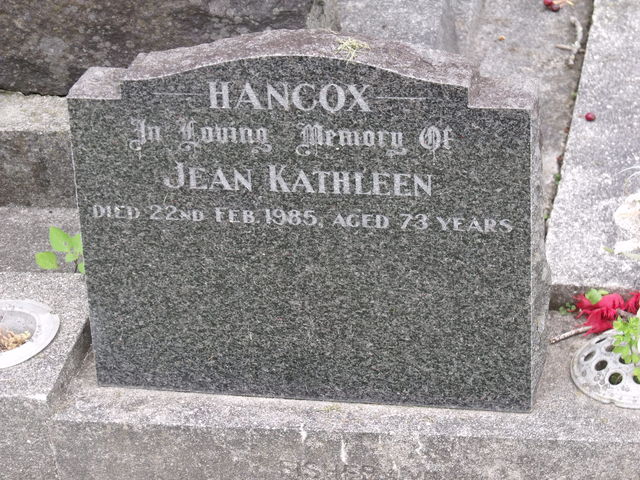 HANCOX
In Loving Memory Of
JEAN KATHLEEN
DIED 22ND FEB. 1985, AGED 73 YEARS